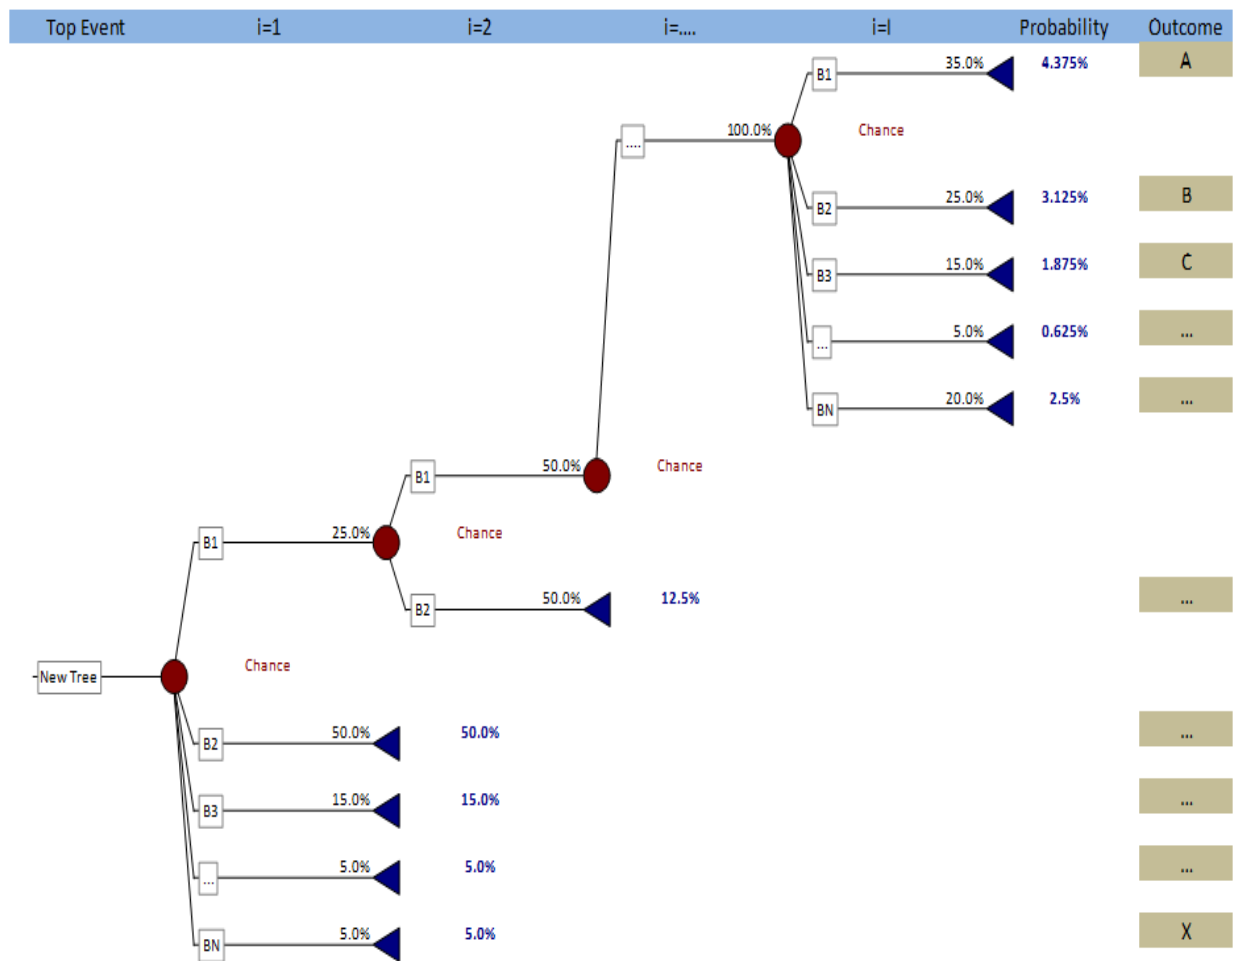 Top Event i=1 i=2 i=.... i=I Probability Outcome
B1 35.0% 4.375% A
.... 100.0% Chance
B2 25.0% 3.125% B
B3 15.0% 1.875% C
... 5.0% 0.625% ...
BN 20.0% 2.5% ...
B1 50.0% Chance
B1 25.0% Chance
B2 50.0% 12.5% ...
New Tree Chance
B2 50.0% 50.0% ...
B3 15.0% 15.0% ...
... 5.0% 5.0% ...
BN 5.0% 5.0% X